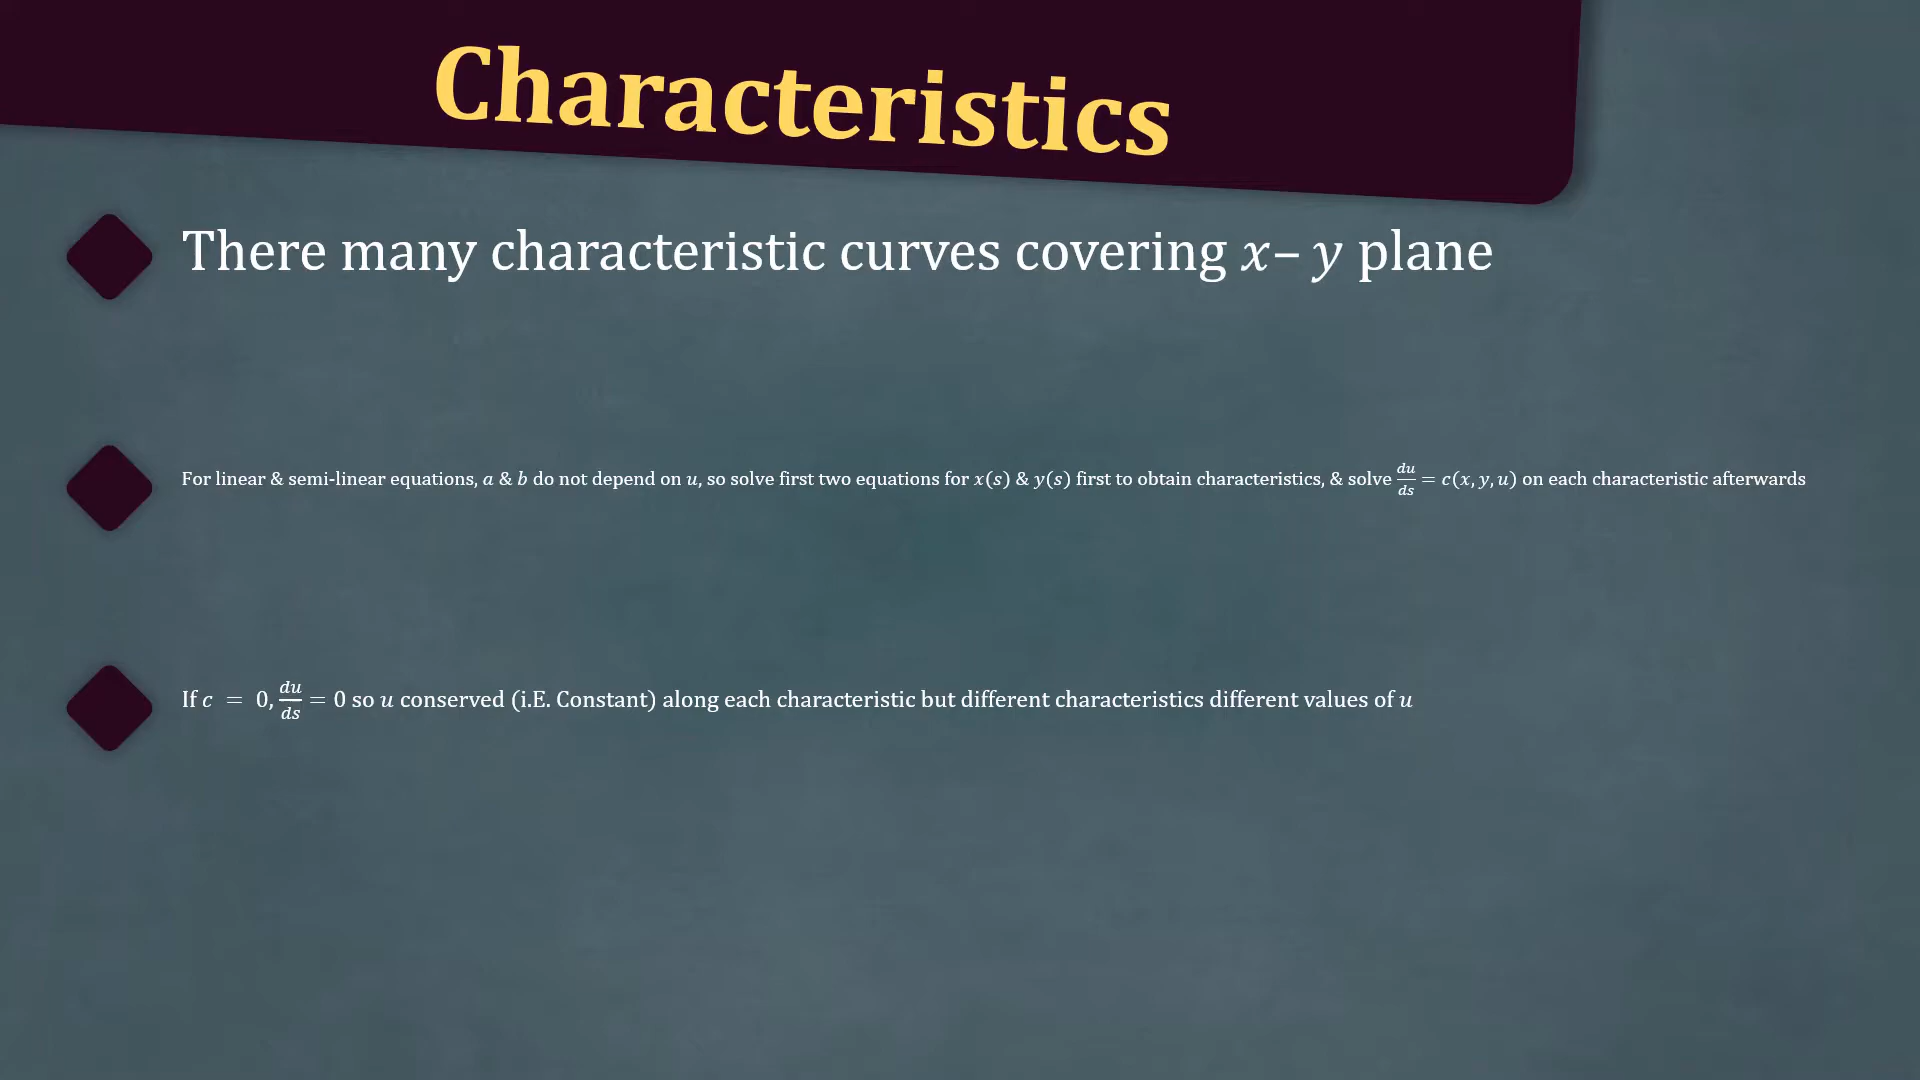 Characteristics
There many characteristic curves covering x– y plane
For linear & semi-linear equations, a & b do not depend on u, so solve first two equations for x(s) & y(s) first to obtain characteristics, & solve du/ds = c(x, y, u) on each characteristic afterwards
If c = 0, du/ds = 0 so u conserved (i.E. Constant) along each characteristic but different characteristics different values of u